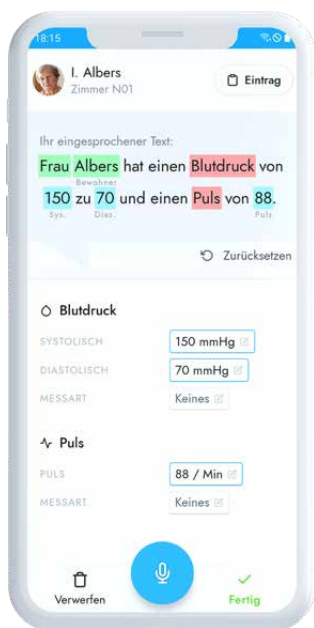 18:15
I. Albers
Zimmer N01
Eintrag
Ihr eingesprochener Text:
Frau Albers hat einen Blutdruck von
Bewohner
150 zu 70 und einen Puls von 88.
Sys. Dias. Puls
Zurücksetzen
Blutdruck
SYSTOLISCH 150 mmHg
DIASTOLISCH 70 mmHg
MESSART Keines
Puls
PULS 88 / Min
MESSART Keines
Verwerfen Fertig